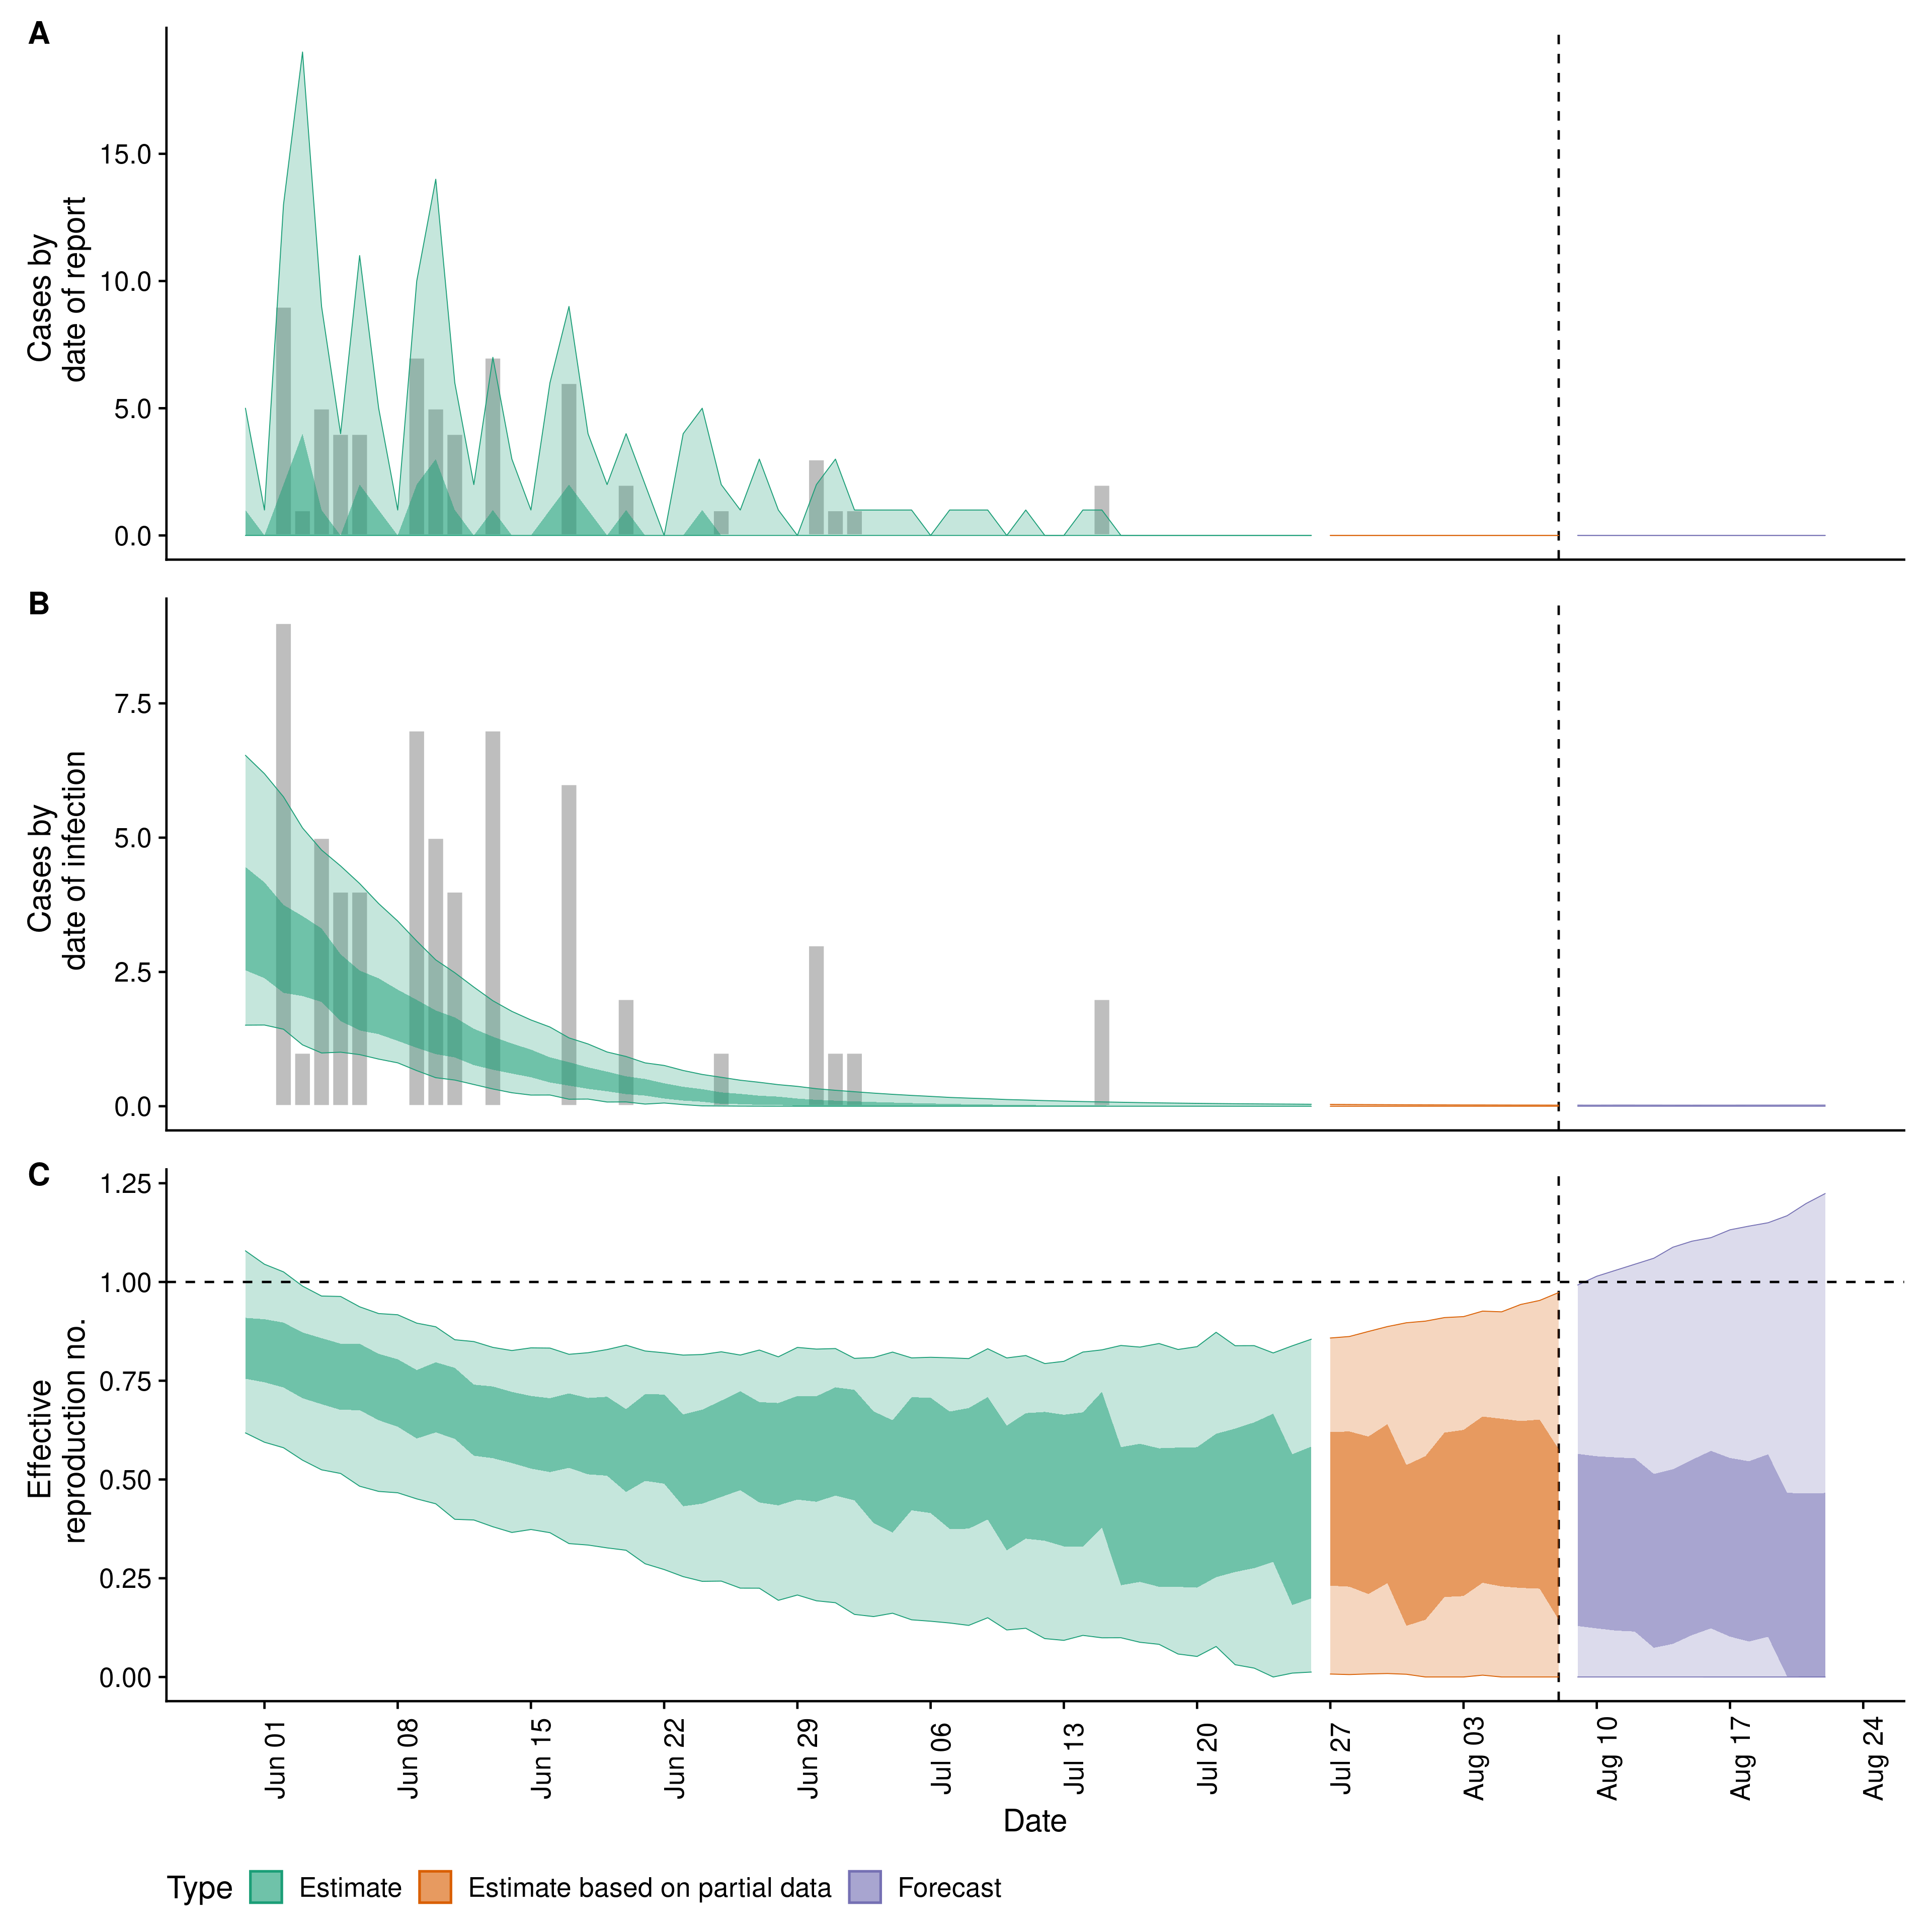 A
Cases by
date of report
15.0
10.0
5.0
0.0
B
Cases by
date of infection
7.5
5.0
2.5
0.0
C
Effective
reproduction no.
1.25
1.00
0.75
0.50
0.25
0.00
Jun 01
Jun 08
Jun 15
Jun 22
Jun 29
Jul 06
Jul 13
Jul 20
Jul 27
Aug 03
Aug 10
Aug 17
Aug 24
Date
Type Estimate Estimate based on partial data Forecast